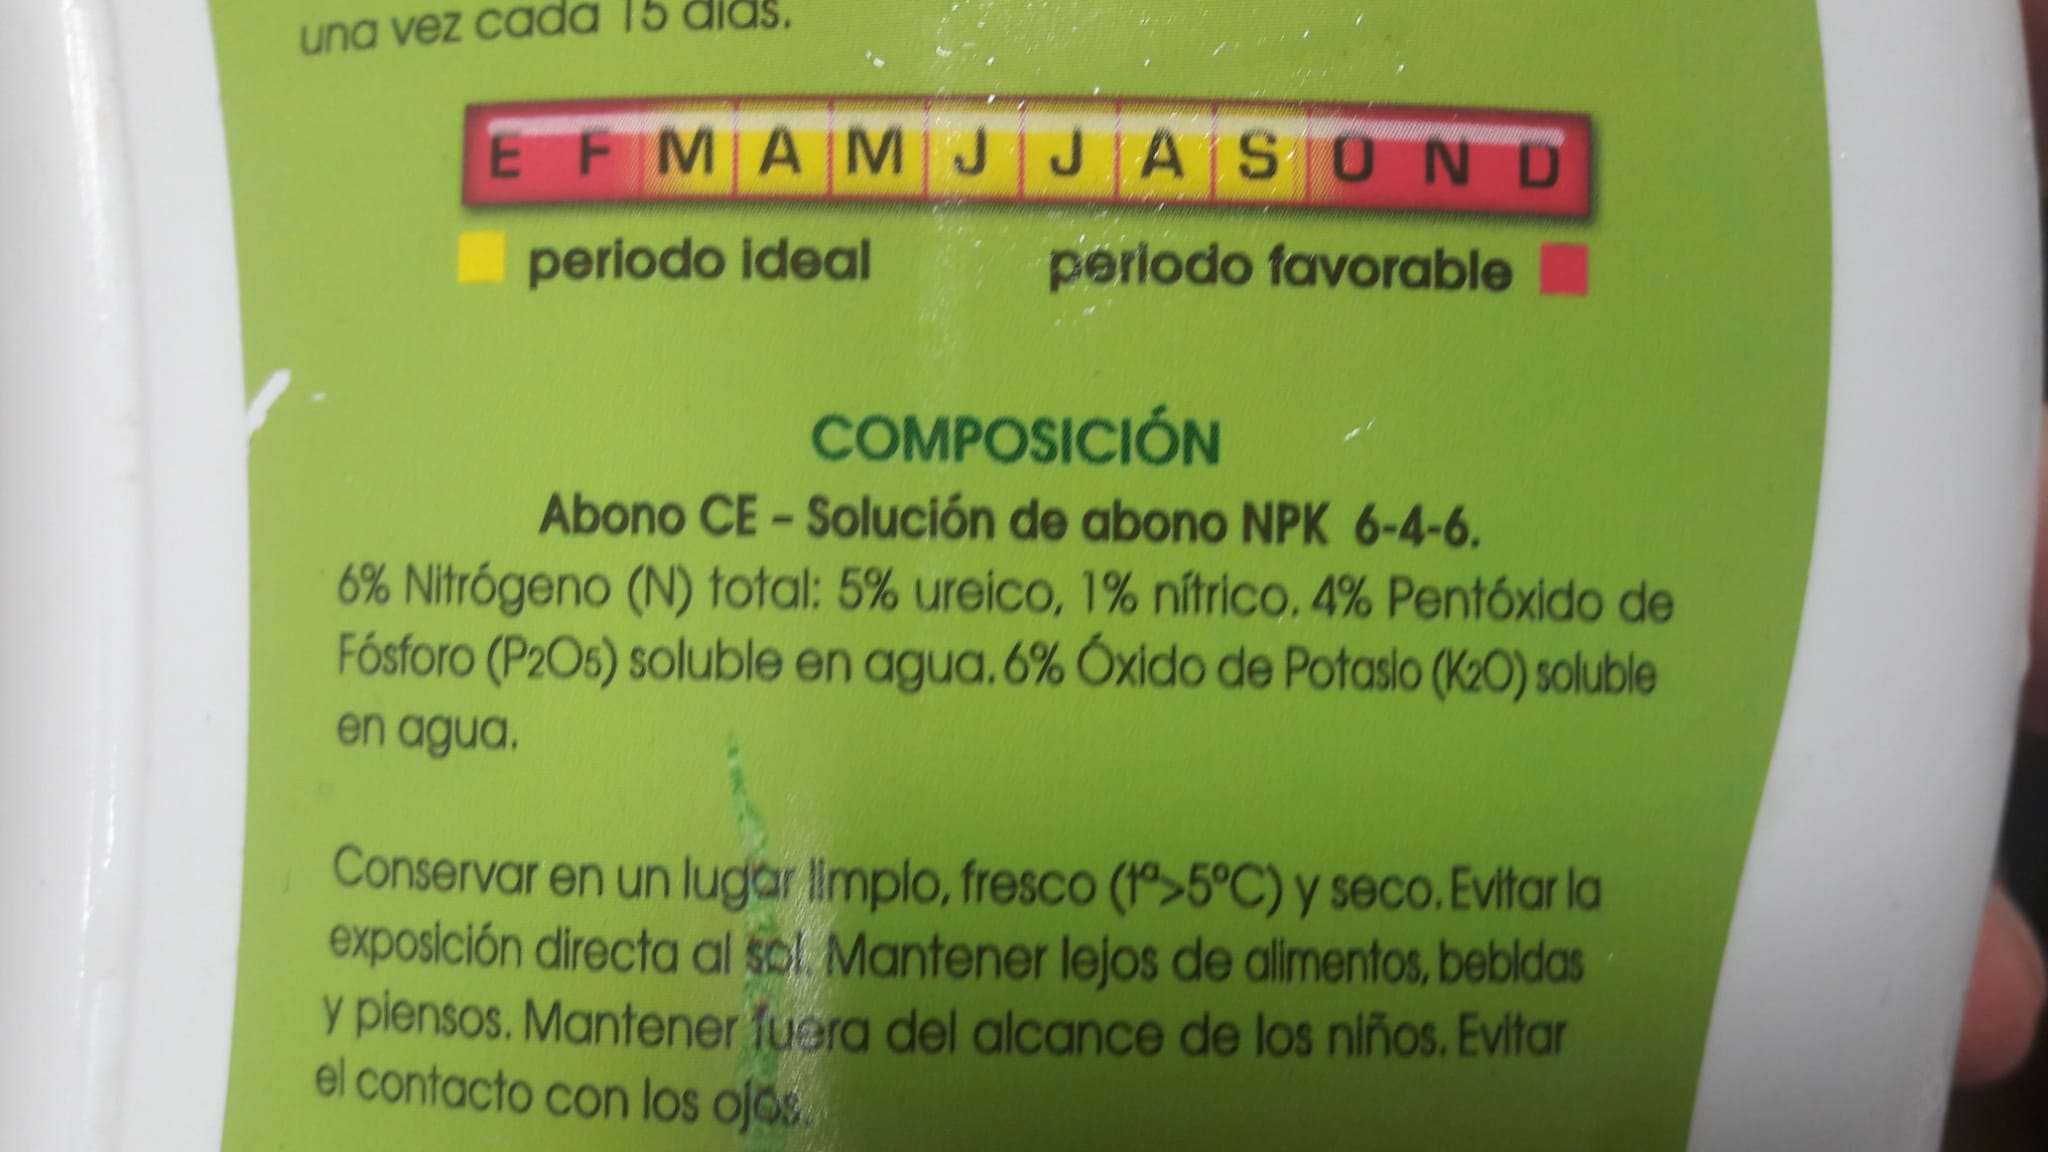 una vez cada 15 días.
E F M A M J J A S O N D
periodo ideal periodo favorable
COMPOSICIÓN
Abono CE – Solución de abono NPK 6-4-6.
6% Nitrógeno (N) total: 5% ureico, 1% nítrico. 4% Pentóxido de
Fósforo (P2O5) soluble en agua. 6% Óxido de Potasio (K2O) soluble
en agua.
Conservar en un lugar limpio, fresco (tª>5ºC) y seco. Evitar la
exposición directa al sol. Mantener lejos de alimentos, bebidas
y piensos. Mantener fuera del alcance de los niños. Evitar
el contacto con los ojos.